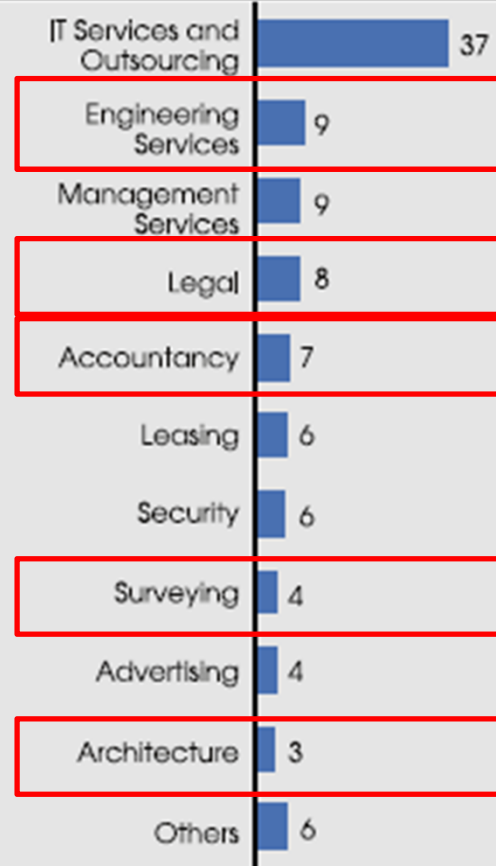 IT Services and
Outsourcing 37
Engineering
Services 9
Management
Services 9
Legal 8
Accountancy 7
Leasing 6
Security 6
Surveying 4
Advertising 4
Architecture 3
Others 6